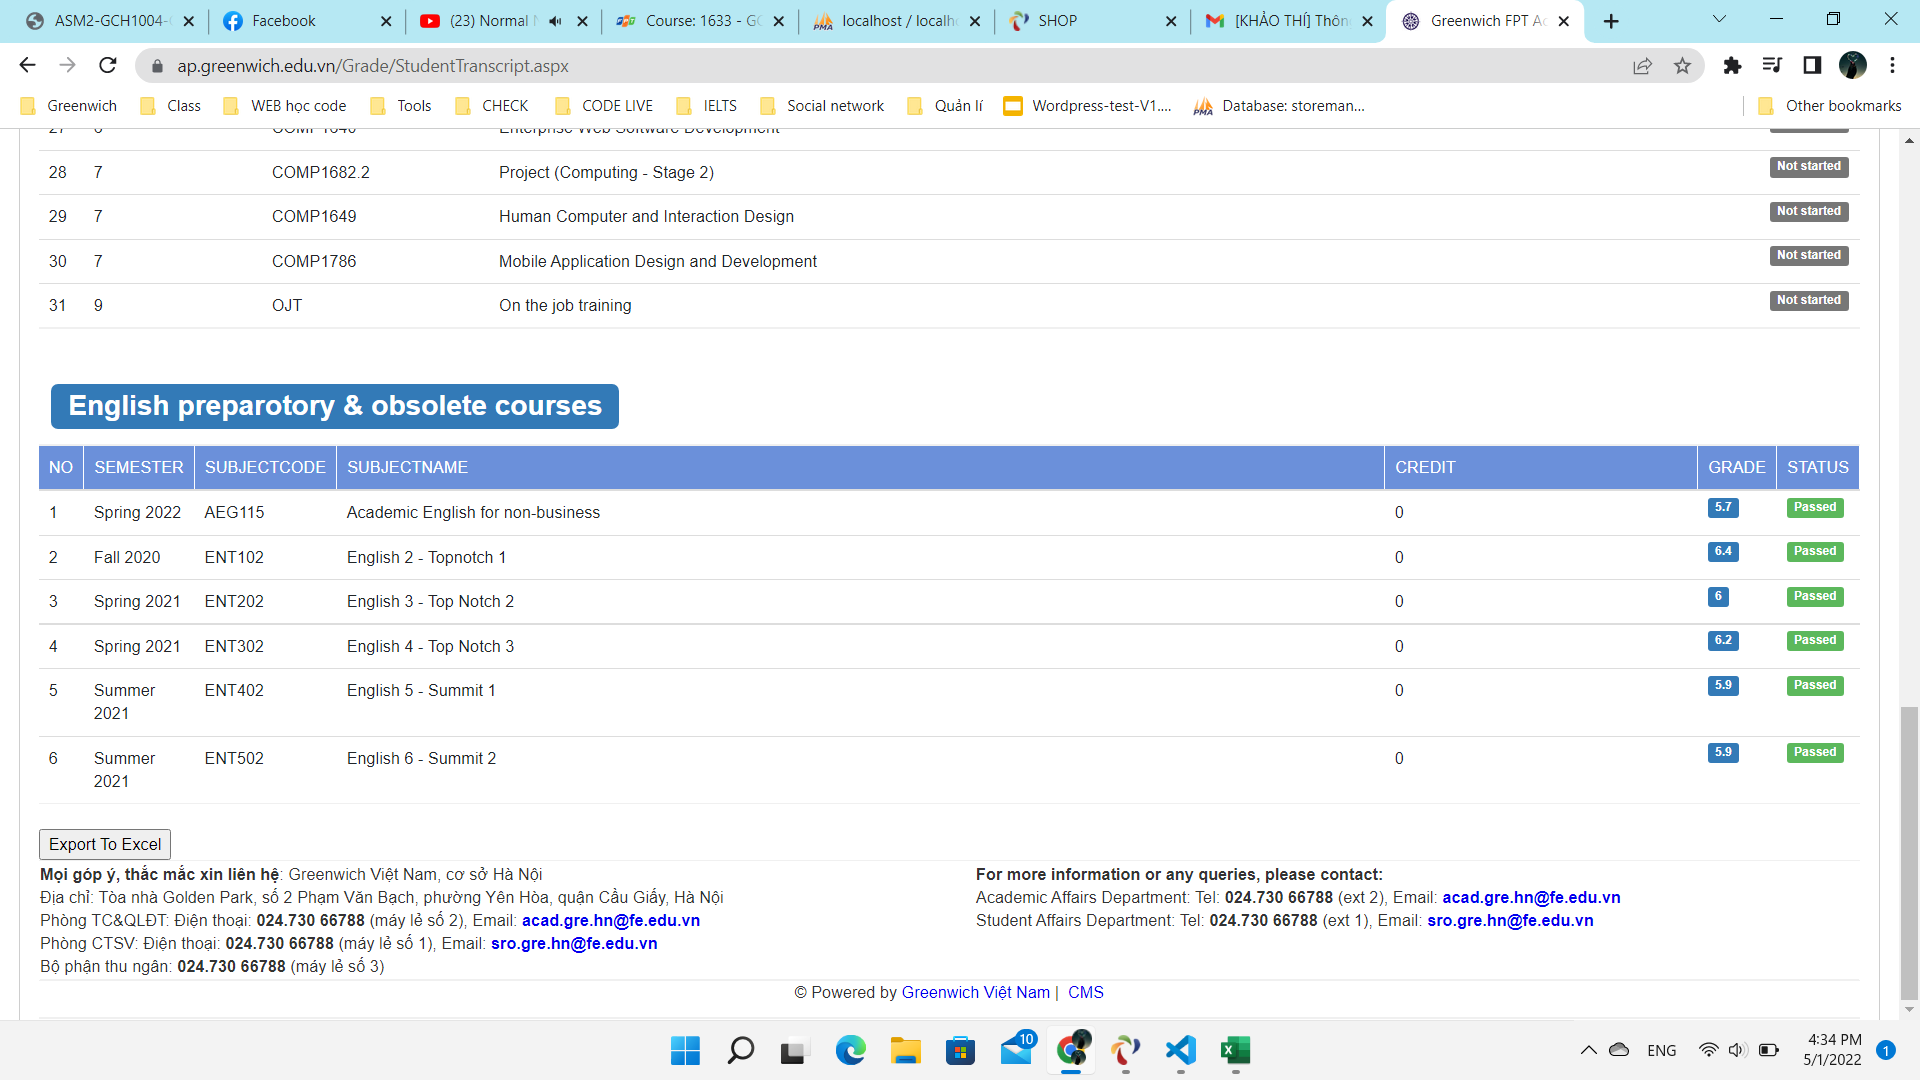 ASM2-GCH1004-
Facebook
(23) Normal
Course: 1633 - GC
localhost / localh
SHOP
[KHẢO THÍ] Thôn
Greenwich FPT Ac
ap.greenwich.edu.vn/Grade/StudentTranscript.aspx
Greenwich
Class
WEB học code
Tools
CHECK
CODE LIVE
IELTS
Social network
Quản lí
Wordpress-test-V1....
PMA
Database: storeman...
Other bookmarks
Enterprise Web Software Development
28 7 COMP1682.2 Project (Computing - Stage 2) Not started
29 7 COMP1649 Human Computer and Interaction Design Not started
30 7 COMP1786 Mobile Application Design and Development Not started
31 9 OJT On the job training Not started
English preparotory & obsolete courses
NO SEMESTER SUBJECTCODE SUBJECTNAME CREDIT GRADE STATUS
1 Spring 2022 AEG115 Academic English for non-business 0 5.7 Passed
2 Fall 2020 ENT102 English 2 - Topnotch 1 0 6.4 Passed
3 Spring 2021 ENT202 English 3 - Top Notch 2 0 6 Passed
4 Spring 2021 ENT302 English 4 - Top Notch 3 0 6.2 Passed
5 Summer 2021 ENT402 English 5 - Summit 1 0 5.9 Passed
6 Summer 2021 ENT502 English 6 - Summit 2 0 5.9 Passed
Export To Excel
Mọi góp ý, thắc mắc xin liên hệ: Greenwich Việt Nam, cơ sở Hà Nội
Địa chỉ: Tòa nhà Golden Park, số 2 Phạm Văn Bạch, phường Yên Hòa, quận Cầu Giấy, Hà Nội
Phòng TC&QLĐT: Điện thoại: 024.730 66788 (máy lẻ số 2), Email: acad.gre.hn@fe.edu.vn
Phòng CTSV: Điện thoại: 024.730 66788 (máy lẻ số 1), Email: sro.gre.hn@fe.edu.vn
Bộ phận thu ngân: 024.730 66788 (máy lẻ số 3)
For more information or any queries, please contact:
Academic Affairs Department: Tel: 024.730 66788 (ext 2), Email: acad.gre.hn@fe.edu.vn
Student Affairs Department: Tel: 024.730 66788 (ext 1), Email: sro.gre.hn@fe.edu.vn
© Powered by Greenwich Việt Nam | CMS
10
ENG
4:34 PM
5/1/2022
1